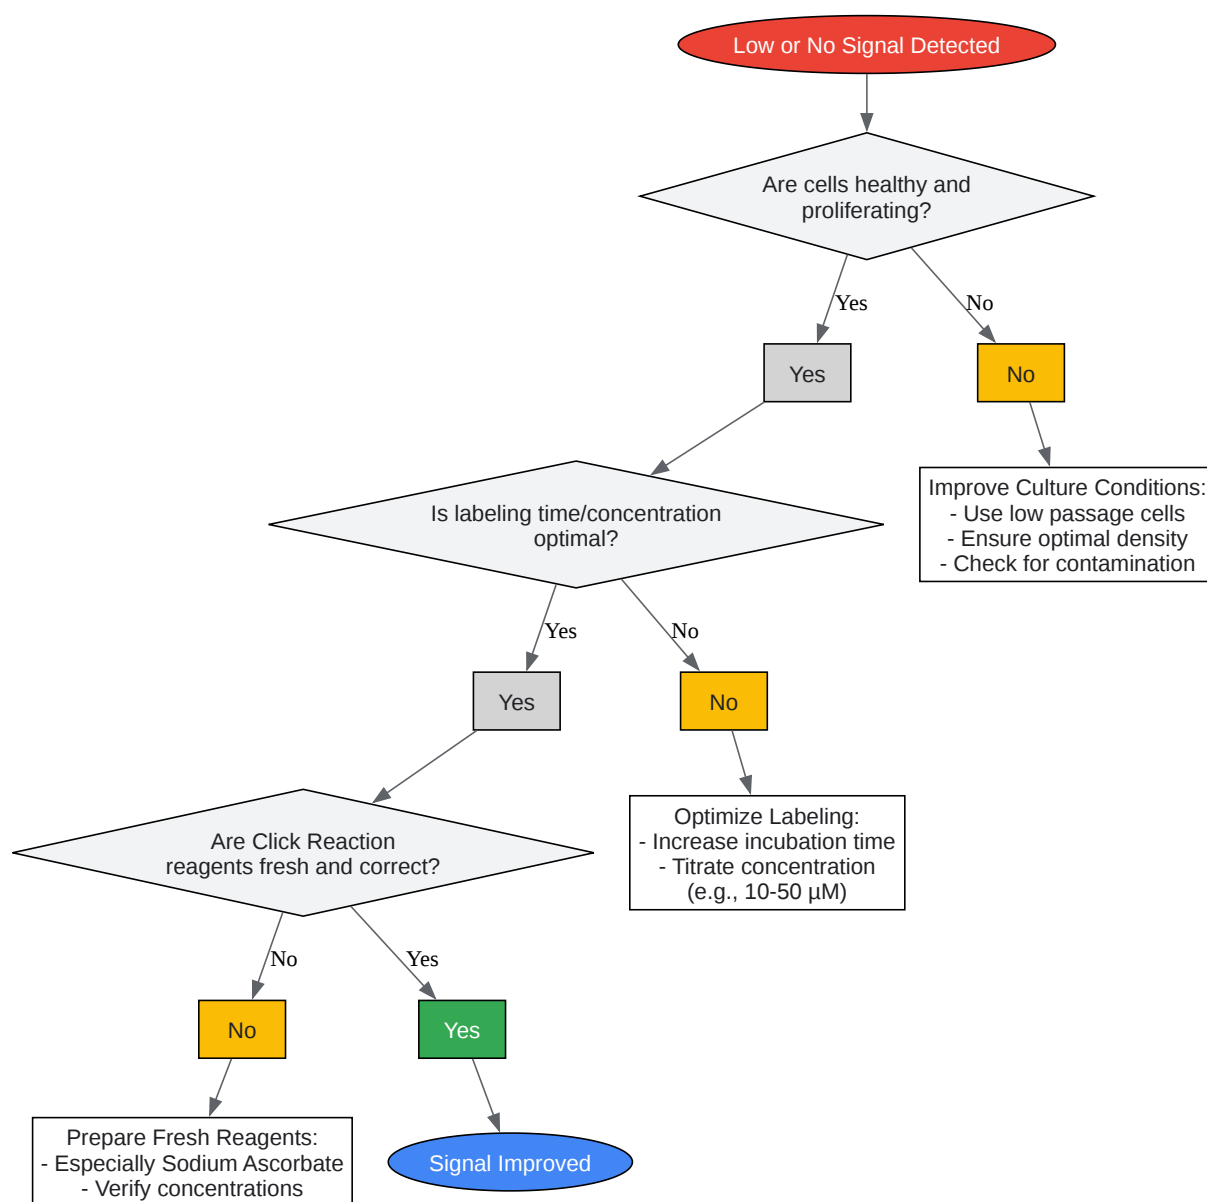 Low or No Signal Detected
Are cells healthy and
proliferating?
Yes
No
Yes
No
Improve Culture Conditions:
- Use low passage cells
- Ensure optimal density
- Check for contamination
Is labeling time/concentration
optimal?
Yes
No
Yes
No
Optimize Labeling:
- Increase incubation time
- Titrate concentration
(e.g., 10-50 µM)
Are Click Reaction
reagents fresh and correct?
No
Yes
No
Yes
Prepare Fresh Reagents:
- Especially Sodium Ascorbate
- Verify concentrations
Signal Improved